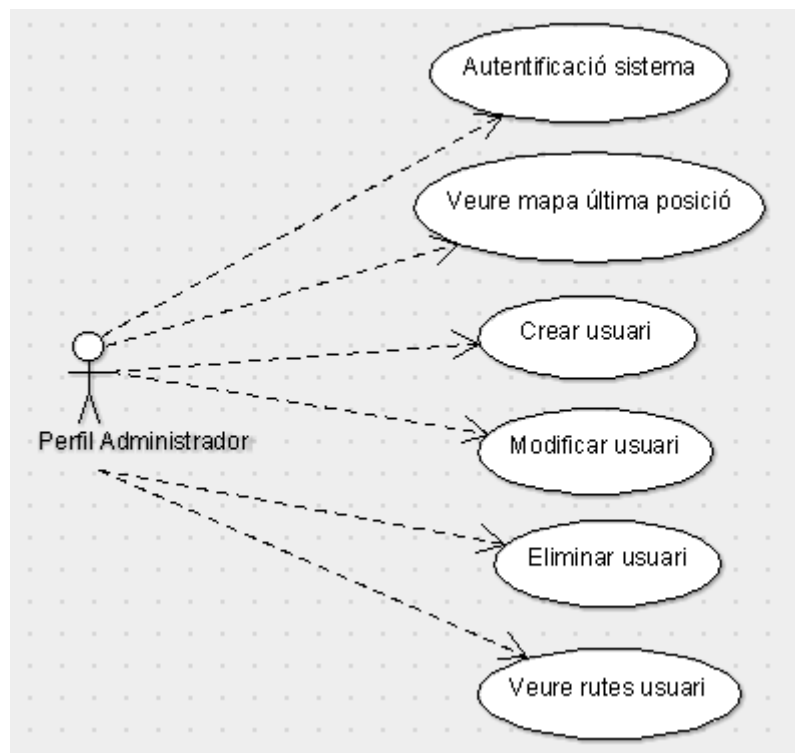 Autentificació sistema
Veure mapa última posició
Crear usuari
Perfil Administrador
Modificar usuari
Eliminar usuari
Veure rutes usuari